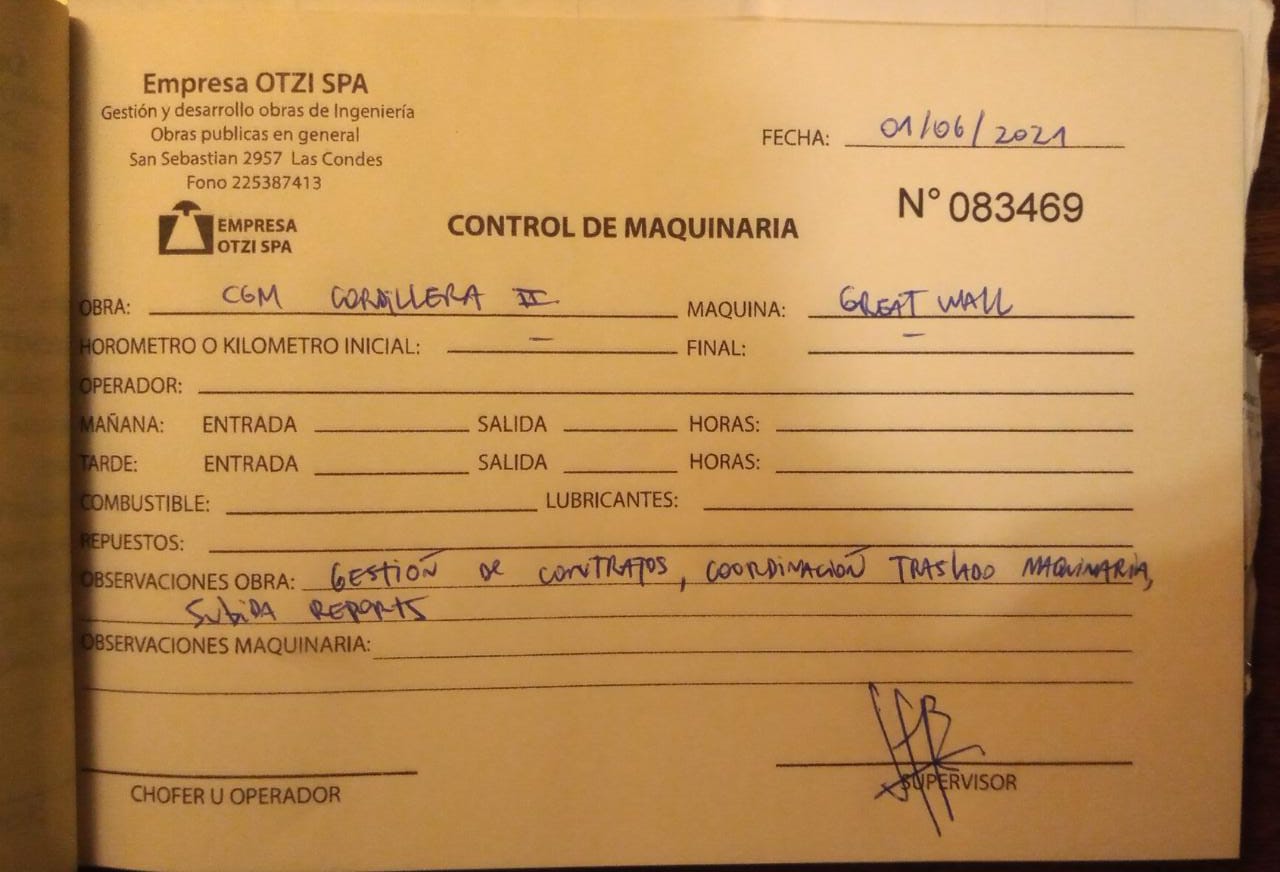 Empresa OTZI SPA
Gestión y desarrollo obras de Ingeniería
Obras publicas en general
San Sebastian 2957 Las Condes
Fono 225387413
EMPRESA
OTZI SPA
FECHA: 01/06/2021
N° 083469
CONTROL DE MAQUINARIA
OBRA: CGM CORDILLERA II MAQUINA: GREAT WALL
HOROMETRO O KILOMETRO INICIAL: — FINAL: —
OPERADOR:
MAÑANA: ENTRADA SALIDA HORAS:
TARDE: ENTRADA SALIDA HORAS:
COMBUSTIBLE: LUBRICANTES:
REPUESTOS:
OBSERVACIONES OBRA: GESTIÓN DE CONTRATOS, COORDINACIÓN TRASLADO MAQUINARIA,
SUBIDA REPORTS
OBSERVACIONES MAQUINARIA:
CHOFER U OPERADOR SUPERVISOR